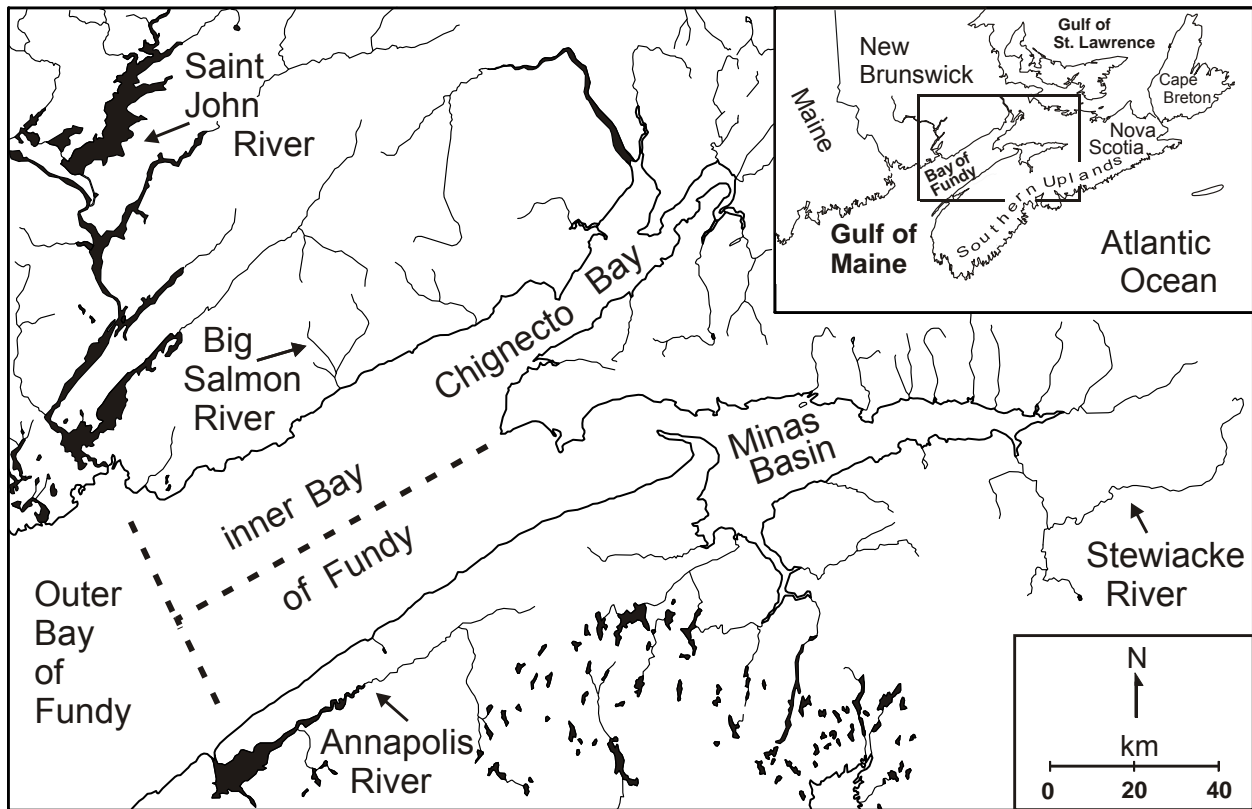 Saint
John
River
Big
Salmon
River
Chignecto Bay
inner Bay
of Fundy
Outer
Bay
of
Fundy
Annapolis
River
Minas
Basin
Stewiacke
River
New
Brunswick
Maine
Gulf of
St. Lawrence
Cape
Breton
Nova
Scotia
Bay of
Fundy
Southern Uplands
Gulf of
Maine
Atlantic
Ocean
N
km
0 20 40